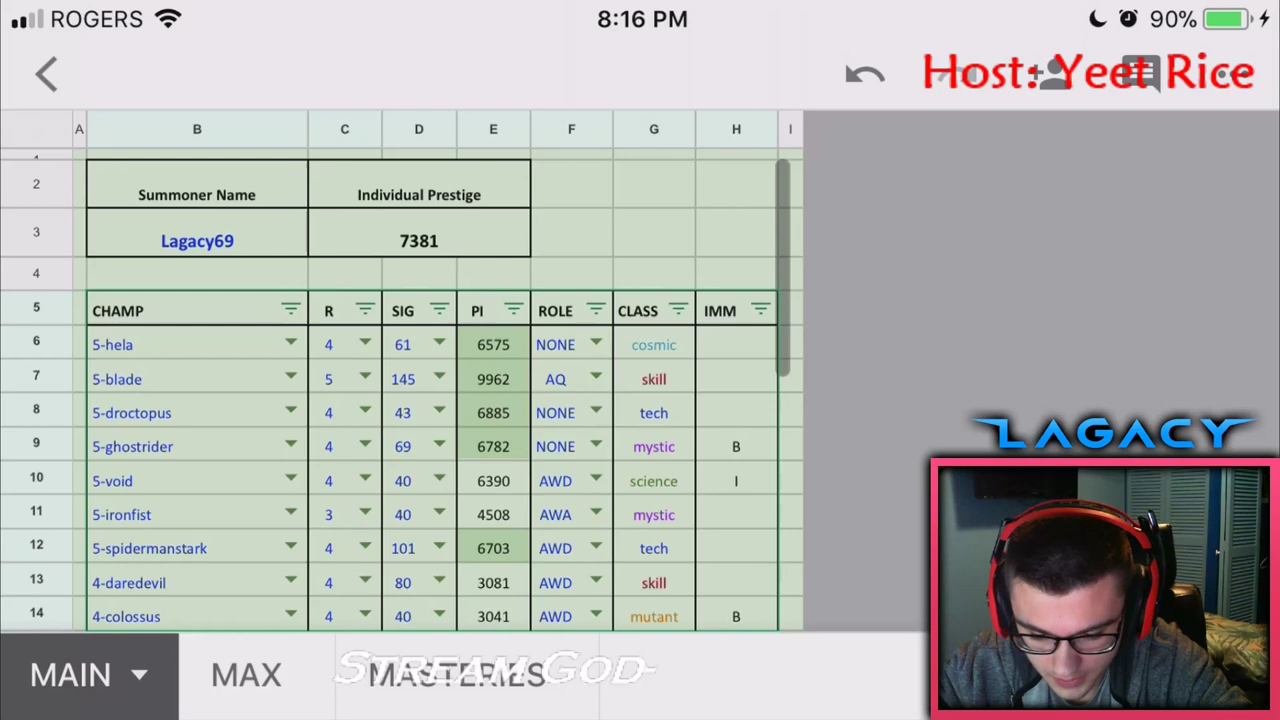 ROGERS 8:16 PM 90%
Host: Yeet Rice
A B C D E F G H I
2 Summoner Name Individual Prestige
3 Lagacy69 7381
4
5 CHAMP R SIG PI ROLE CLASS IMM
6 5-hela 4 61 6575 NONE cosmic
7 5-blade 5 145 9962 AQ skill
8 5-droctopus 4 43 6885 NONE tech
9 5-ghostrider 4 69 6782 NONE mystic B
10 5-void 4 40 6390 AWD science I
11 5-ironfist 3 40 4508 AWA mystic
12 5-spidermanstark 4 101 6703 AWD tech
13 4-daredevil 4 80 3081 AWD skill
14 4-colossus 4 40 3041 AWD mutant B
LAGACY
MAIN MAX MASTERIES
STREAM GOD-